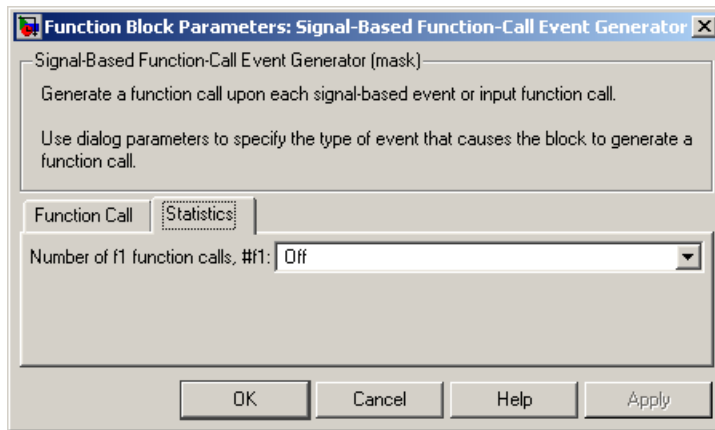 Function Block Parameters: Signal-Based Function-Call Event Generator
Signal-Based Function-Call Event Generator (mask)
Generate a function call upon each signal-based event or input function call.
Use dialog parameters to specify the type of event that causes the block to generate a
function call.
Function Call Statistics
Number of f1 function calls, #f1: Off
OK Cancel Help Apply